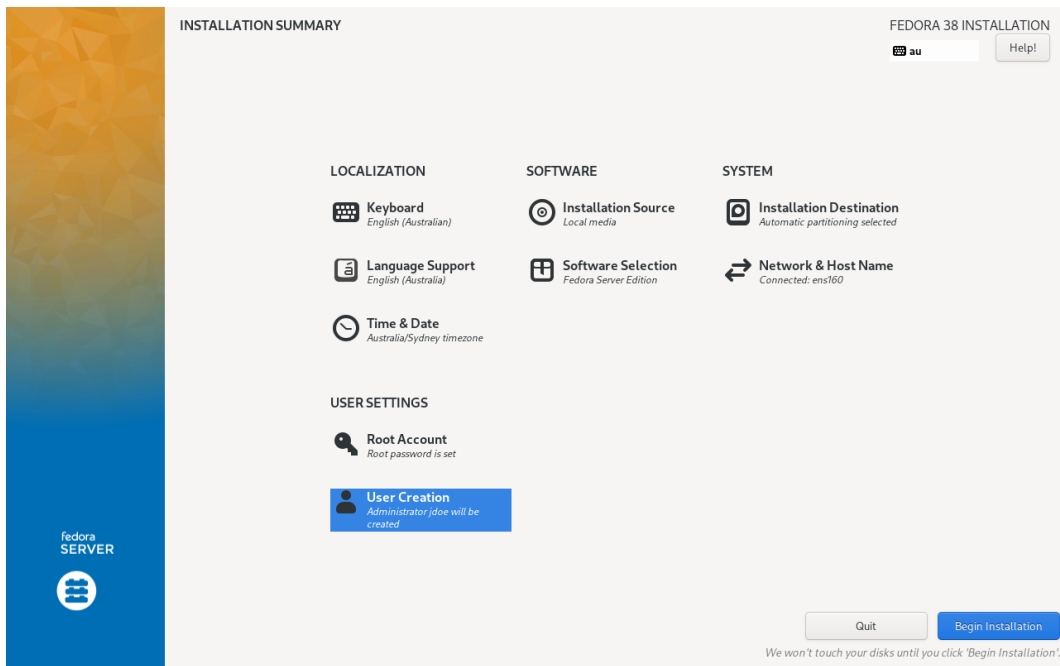 INSTALLATION SUMMARY
FEDORA 38 INSTALLATION
au
Help!
LOCALIZATION
Keyboard
English (Australian)
Language Support
English (Australia)
Time & Date
Australia/Sydney timezone
SOFTWARE
Installation Source
Local media
Software Selection
Fedora Server Edition
SYSTEM
Installation Destination
Automatic partitioning selected
Network & Host Name
Connected: ens160
USER SETTINGS
Root Account
Root password is set
User Creation
Administrator jdoe will be
created
fedora
SERVER
Quit
Begin Installation
We won't touch your disks until you click 'Begin Installation'.